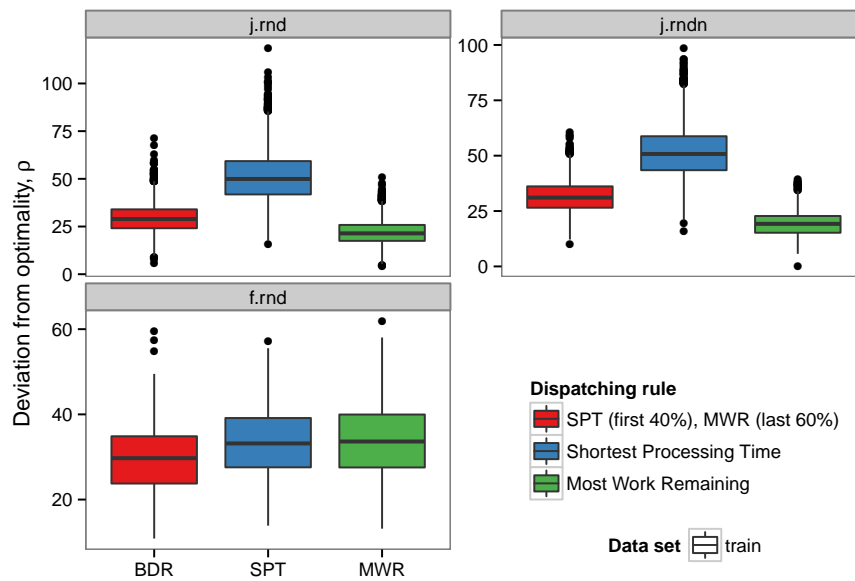 j.rnd
j.rndn
100
75
50
25
0
100
75
50
25
0
f.rnd
60
40
20
Deviation from optimality, ρ
BDR SPT MWR
Dispatching rule
SPT (first 40%), MWR (last 60%)
Shortest Processing Time
Most Work Remaining
Data set train